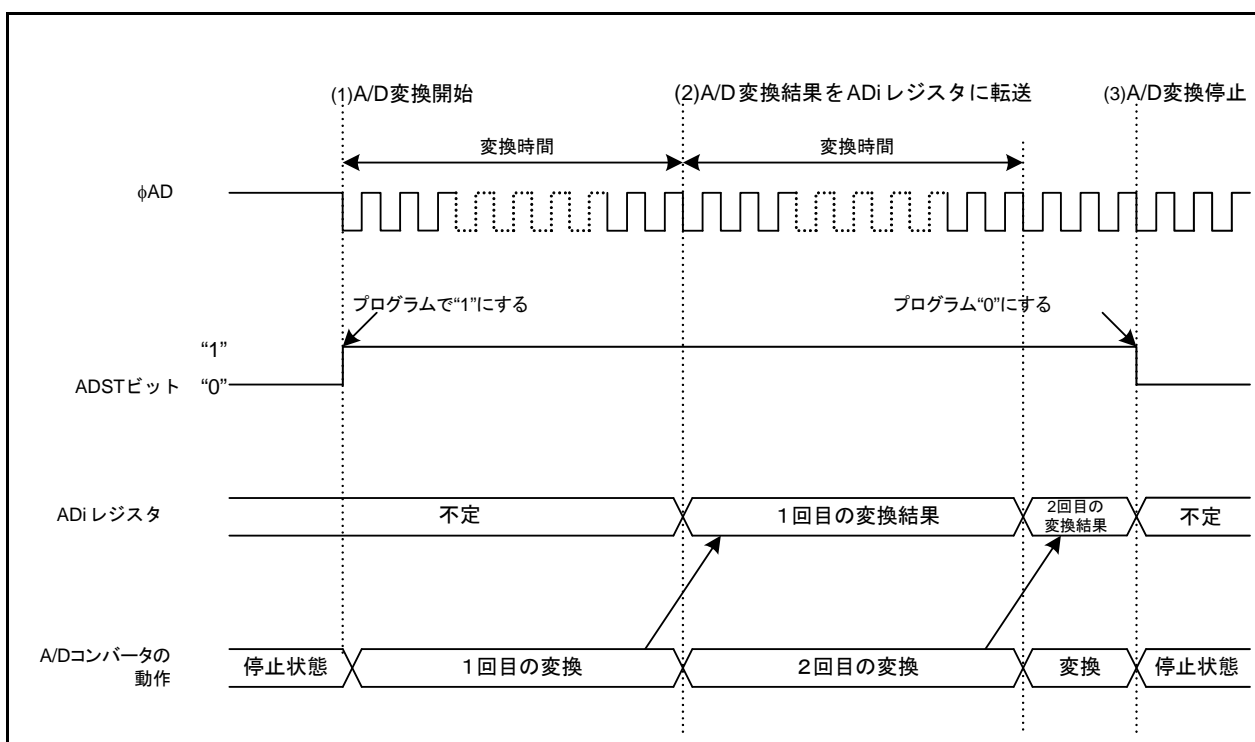 (1)A/D変換開始
(2)A/D変換結果をADiレジスタに転送
(3)A/D変換停止
変換時間
変換時間
φAD
プログラムで“1”にする
プログラム“0”にする
“1”
ADSTビット “0”
ADiレジスタ
不定
1回目の変換結果
2回目の
変換結果
不定
A/Dコンバータの
動作
停止状態
1回目の変換
2回目の変換
変換
停止状態